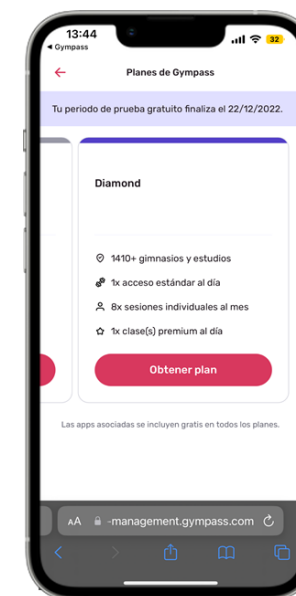 13:44
32
◀ Gympass
Planes de Gympass
Tu periodo de prueba gratuito finaliza el 22/12/2022.
Diamond
1410+ gimnasios y estudios
1x acceso estándar al día
8x sesiones individuales al mes
1x clase(s) premium al día
Obtener plan
Las apps asociadas se incluyen gratis en todos los planes.
AA
-management.gympass.com